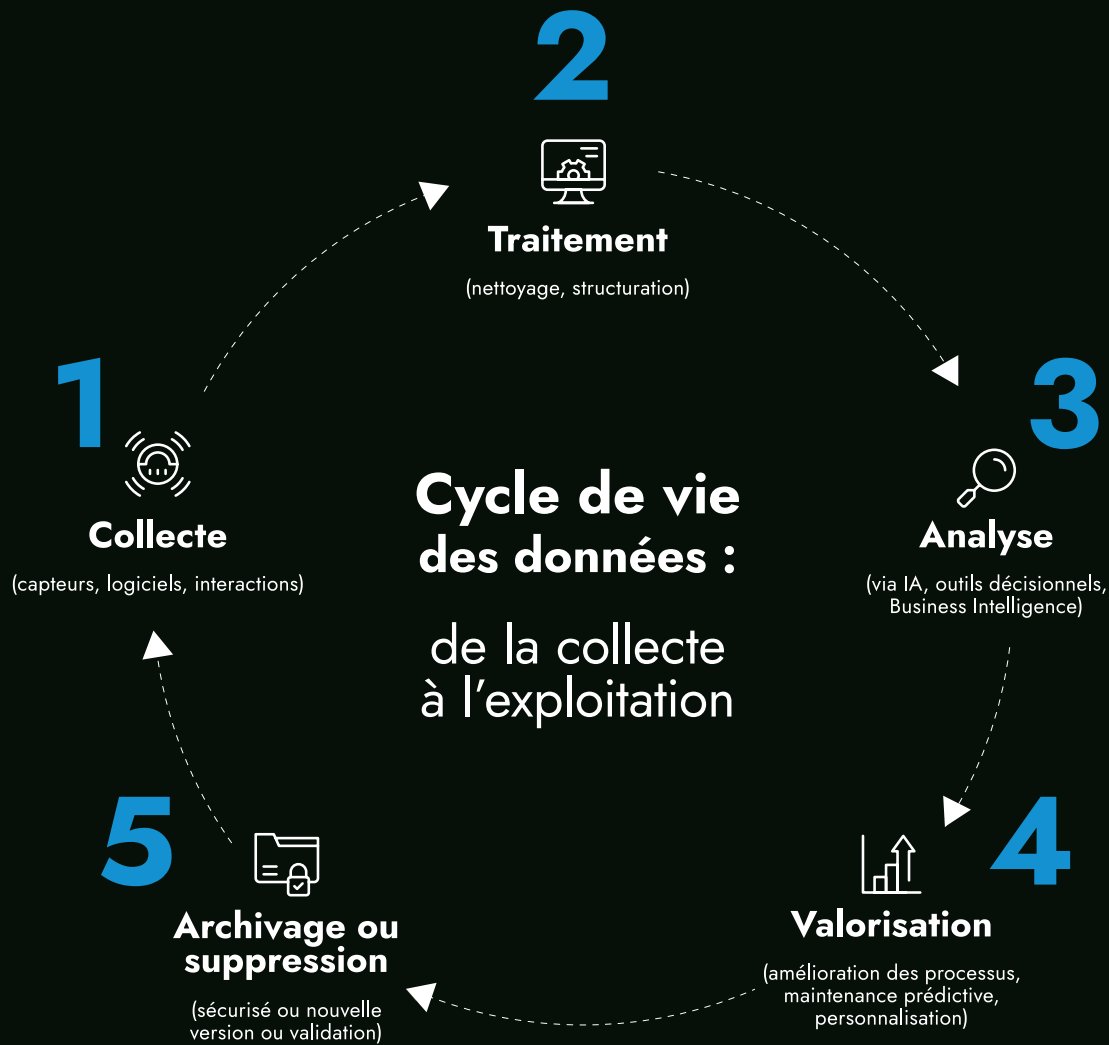 2
Traitement
(nettoyage, structuration)
1
Collecte
(capteurs, logiciels, interactions)
3
Analyse
(via IA, outils décisionnels,
Business Intelligence)
Cycle de vie
des données :
de la collecte
à l’exploitation
4
Valorisation
(amélioration des processus,
maintenance prédictive,
personnalisation)
5
Archivage ou
suppression
(sécurisé ou nouvelle
version ou validation)